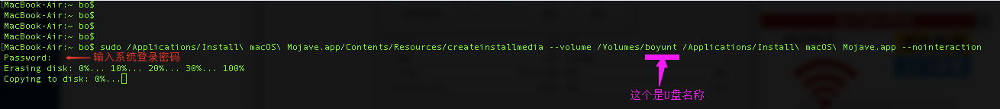 [MacBook-Air:~ bo$
MacBook-Air:~ bo$
MacBook-Air:~ bo$
MacBook-Air:~ bo$
[MacBook-Air:~ bo$ sudo /Applications/Install\ macOS\ Mojave.app/Contents/Resources/createinstallmedia --volume /Volumes/boyunt /Applications/Install\ macOS\ Mojave.app --nointeraction
Password: 输入系统登录密码
Erasing disk: 0%... 10%... 20%... 30%... 100%
Copying to disk: 0%...
这个是U盘名称